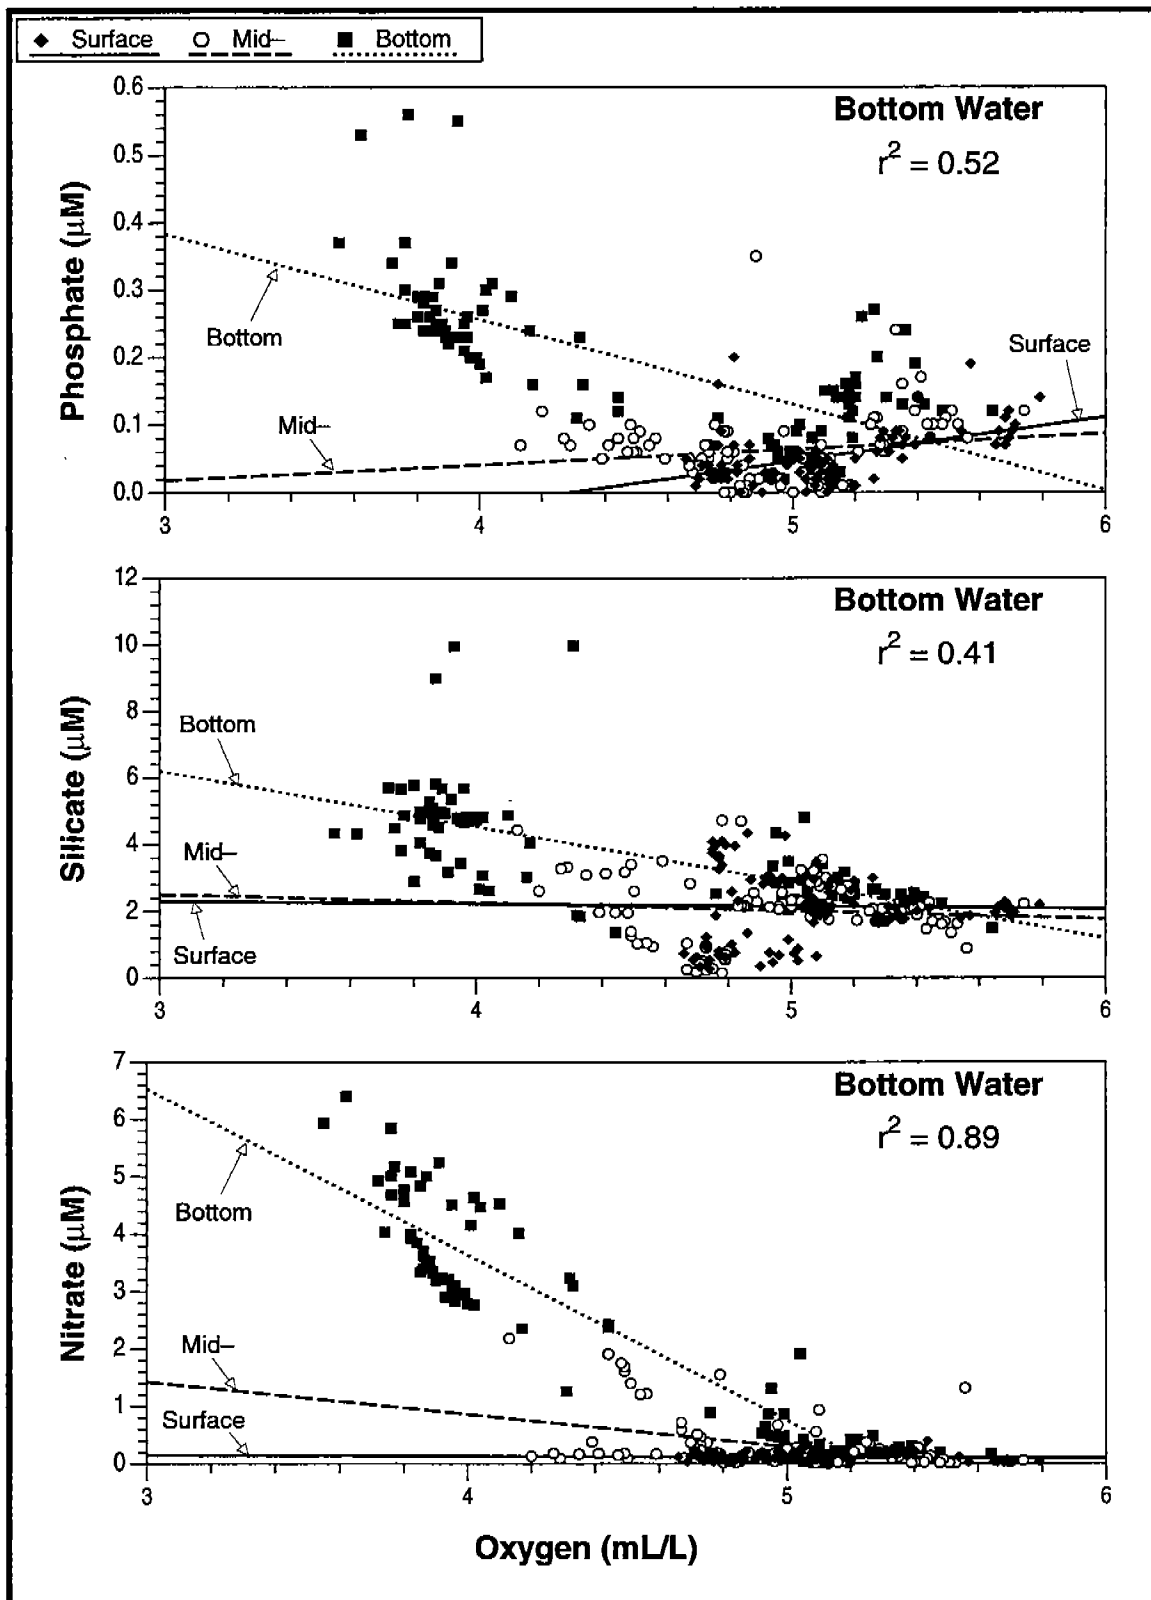 Surface Mid– Bottom
Bottom Water
r² = 0.52
Phosphate (µM)
0.6
0.5
0.4
0.3
0.2
0.1
0.0
Bottom
Mid–
Surface
3 4 5 6
Bottom Water
r² = 0.41
Silicate (µM)
12
10
8
6
4
2
0
Bottom
Mid–
Surface
3 4 5 6
Bottom Water
r² = 0.89
Nitrate (µM)
7
6
5
4
3
2
1
0
Bottom
Mid–
Surface
3 4 5 6
Oxygen (mL/L)